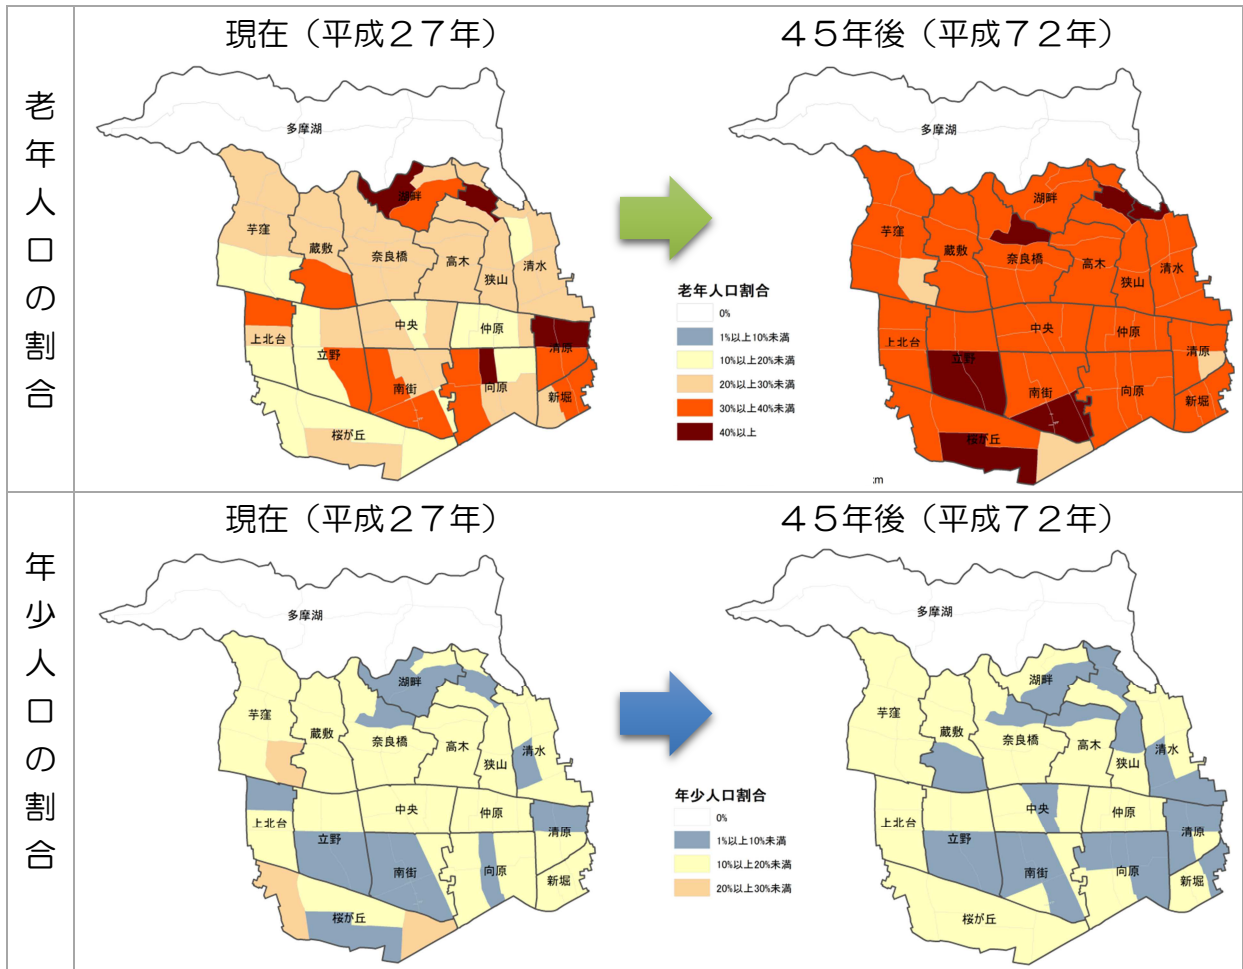 老年人口の割合
現在（平成２７年）
４５年後（平成７２年）
多摩湖
湖畔
芋窪
蔵敷
奈良橋
高木
狭山
清水
上北台
立野
中央
仲原
清原
南街
向原
新堀
桜が丘
老年人口割合
0%
1%以上10%未満
10%以上20%未満
20%以上30%未満
30%以上40%未満
40%以上
多摩湖
湖畔
芋窪
蔵敷
奈良橋
高木
狭山
清水
上北台
立野
中央
仲原
清原
南街
向原
新堀
桜が丘
km
年少人口の割合
現在（平成２７年）
４５年後（平成７２年）
多摩湖
湖畔
芋窪
蔵敷
奈良橋
高木
狭山
清水
上北台
立野
中央
仲原
清原
南街
向原
新堀
桜が丘
年少人口割合
0%
1%以上10%未満
10%以上20%未満
20%以上30%未満
多摩湖
湖畔
芋窪
蔵敷
奈良橋
高木
狭山
清水
上北台
立野
中央
仲原
清原
南街
向原
新堀
桜が丘